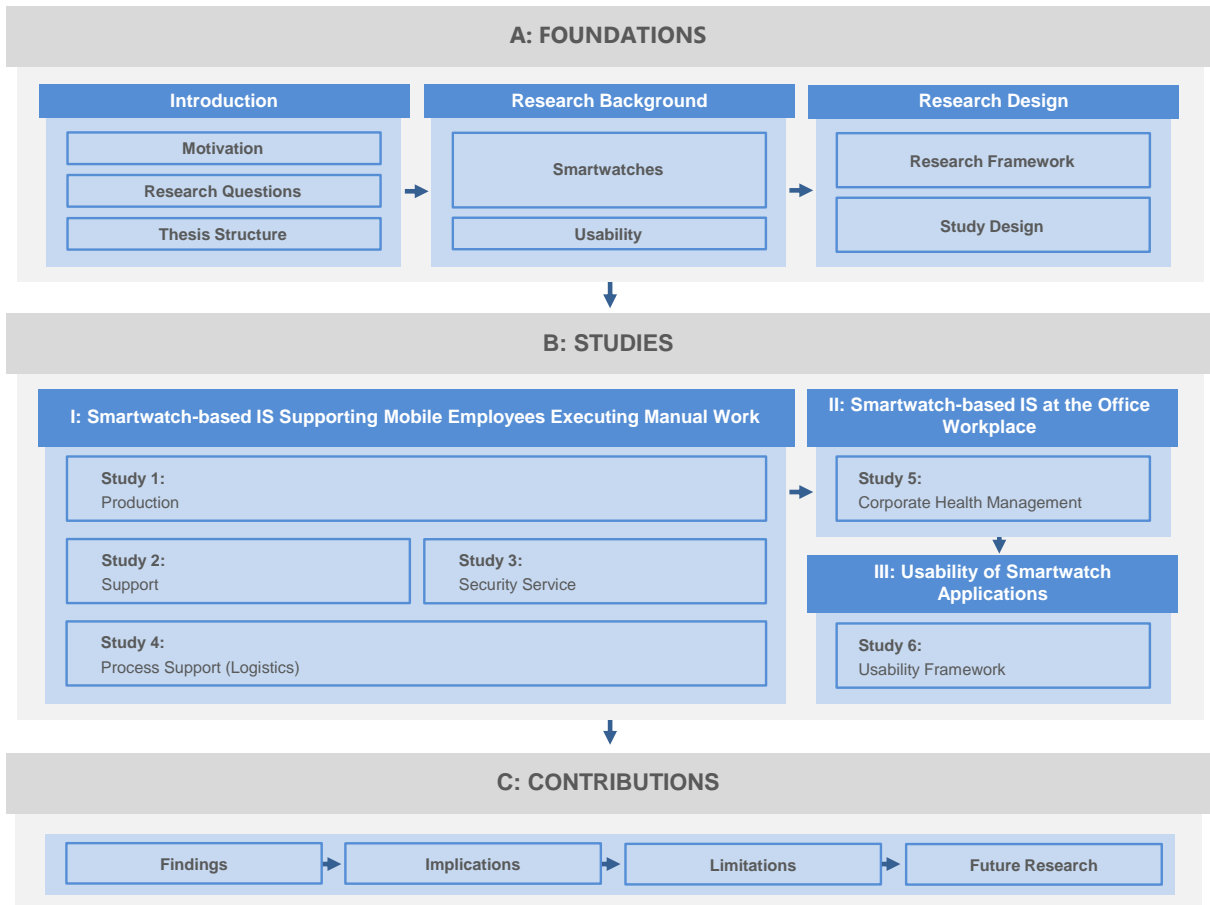 A: FOUNDATIONS
Introduction
Motivation
Research Questions
Thesis Structure
Research Background
Smartwatches
Usability
Research Design
Research Framework
Study Design
B: STUDIES
I: Smartwatch-based IS Supporting Mobile Employees Executing Manual Work
Study 1:
Production
Study 2:
Support
Study 3:
Security Service
Study 4:
Process Support (Logistics)
II: Smartwatch-based IS at the Office
Workplace
Study 5:
Corporate Health Management
III: Usability of Smartwatch
Applications
Study 6:
Usability Framework
C: CONTRIBUTIONS
Findings
Implications
Limitations
Future Research